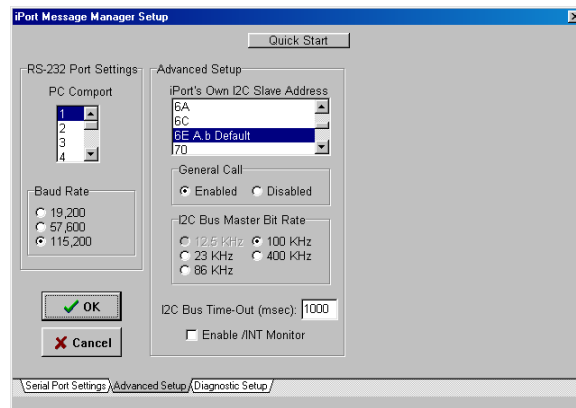 iPort Message Manager Setup
Quick Start
RS-232 Port Settings
PC Comport
1
2
3
4
Baud Rate
19,200
57,600
115,200
OK
Cancel
Advanced Setup
iPort's Own I2C Slave Address
6A
6C
6E A.b Default
70
General Call
Enabled Disabled
I2C Bus Master Bit Rate
12.5 KHz 100 KHz
23 KHz 400 KHz
86 KHz
I2C Bus Time-Out (msec): 1000
Enable /INT Monitor
Serial Port Settings Advanced Setup Diagnostic Setup